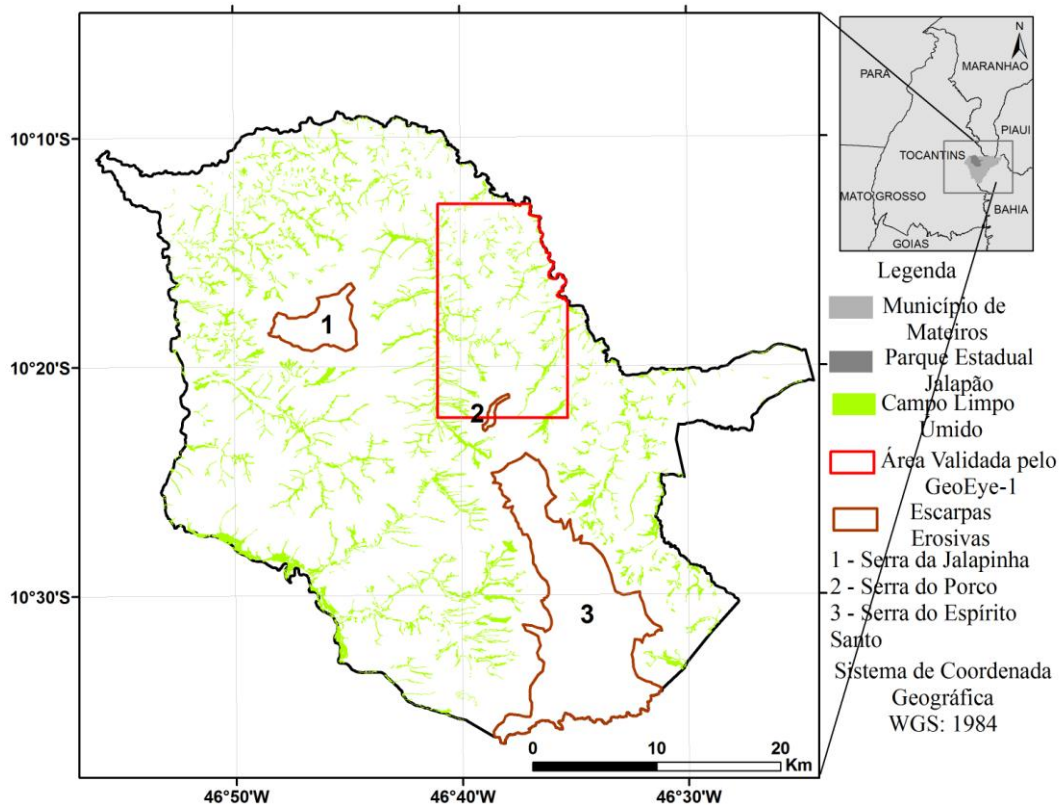 10°10'S
10°20'S
10°30'S
46°50'W
46°40'W
46°30'W
1
2
3
0
10
20
Km
N
PARA
MARANHAO
PIAUI
TOCANTINS
MATO GROSSO
BAHIA
GOIAS
Legenda
Município de
Mateiros
Parque Estadual
Jalapão
Campo Limpo
Úmido
Área Validada pelo
GeoEye-1
Escarpas
Erosivas
1 - Serra da Jalapinha
2 - Serra do Porco
3 - Serra do Espírito
Santo
Sistema de Coordenada
Geográfica
WGS: 1984